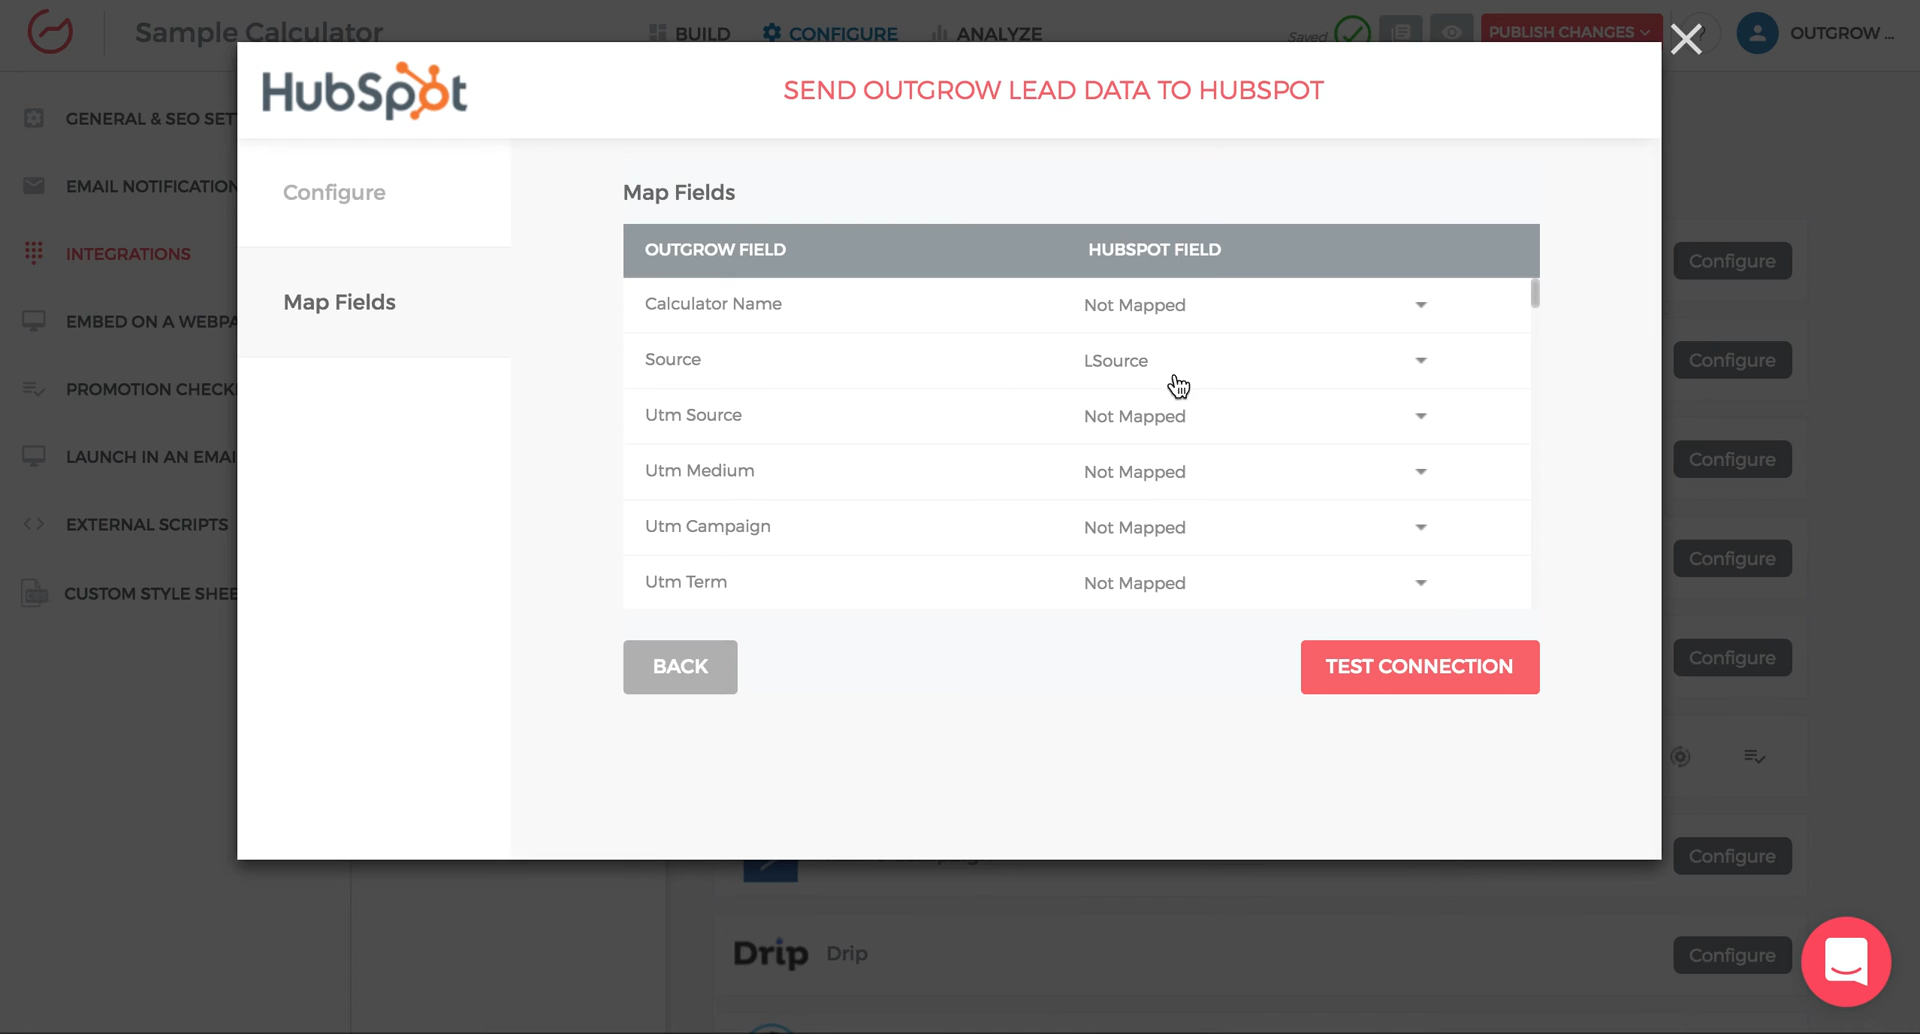 Sample Calculator
BUILD
CONFIGURE
ANALYZE
Saved
PUBLISH CHANGES
OUTGROW ...
HubSpot
SEND OUTGROW LEAD DATA TO HUBSPOT
GENERAL & SEO SET
EMAIL NOTIFICATION
INTEGRATIONS
EMBED ON A WEBPA
PROMOTION CHECK
LAUNCH IN AN EMAI
EXTERNAL SCRIPTS
CUSTOM STYLE SHEE
Configure
Map Fields
Map Fields
OUTGROW FIELD HUBSPOT FIELD
Calculator Name Not Mapped
Source LSource
Utm Source Not Mapped
Utm Medium Not Mapped
Utm Campaign Not Mapped
Utm Term Not Mapped
BACK
TEST CONNECTION
Configure
Configure
Configure
Configure
Configure
Configure
Drip Drip
Configure